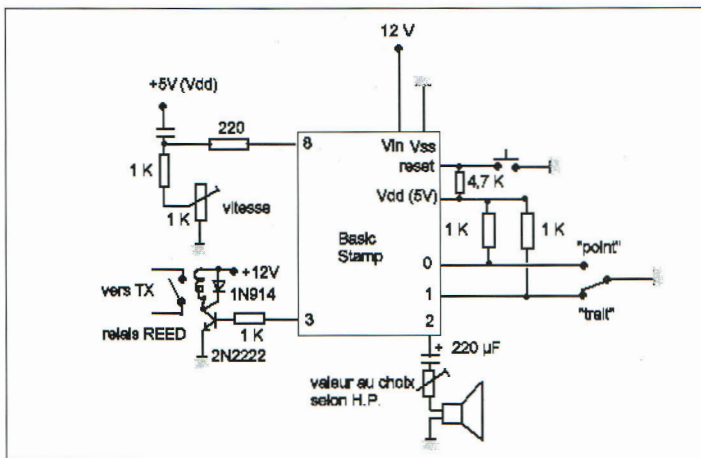 12 V
+5V (Vdd)
220
8
Vin Vss
reset
4,7 K
1 K
Vdd (5V)
1 K
vitesse
1 K
1 K
Basic
Stamp
"point"
0
+12V
vers TX
1N914
1
"trait"
relais REED
1 K
3
2
2N2222
+ 220 µF
valeur au choix
selon H.P.